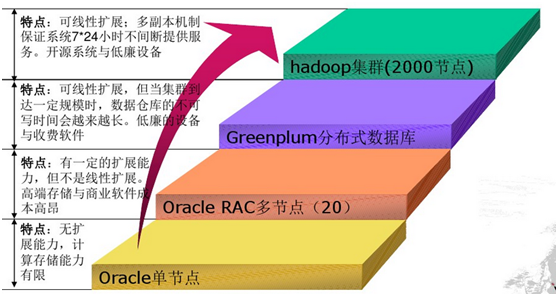 特点：可线性扩展：多副本机制
保证系统7*24小时不间断提供服
务。开源系统与低廉设备
hadoop集群(2000节点)
特点：可线性扩展，但当集群到
达一定规模时，数据仓库的不可
写时间会越来越长。低廉的设备
与收费软件
Greenplum分布式数据库
特点：有一定的扩展能
力，但不是线性扩展。
高端存储与商业软件成
本高昂
Oracle RAC多节点（20）
特点：无扩
展能力，计
算存储能力
有限
Oracle单节点